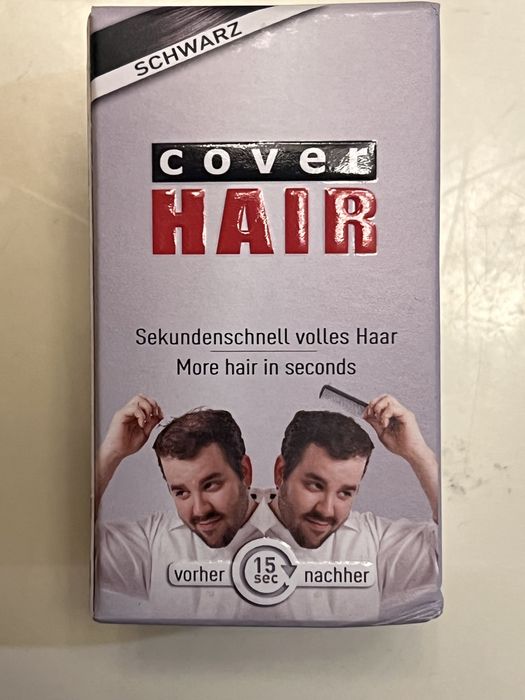 SCHWARZ
cover
HAIR
Sekundenschnell volles Haar
More hair in seconds
vorher 15 sec nachher